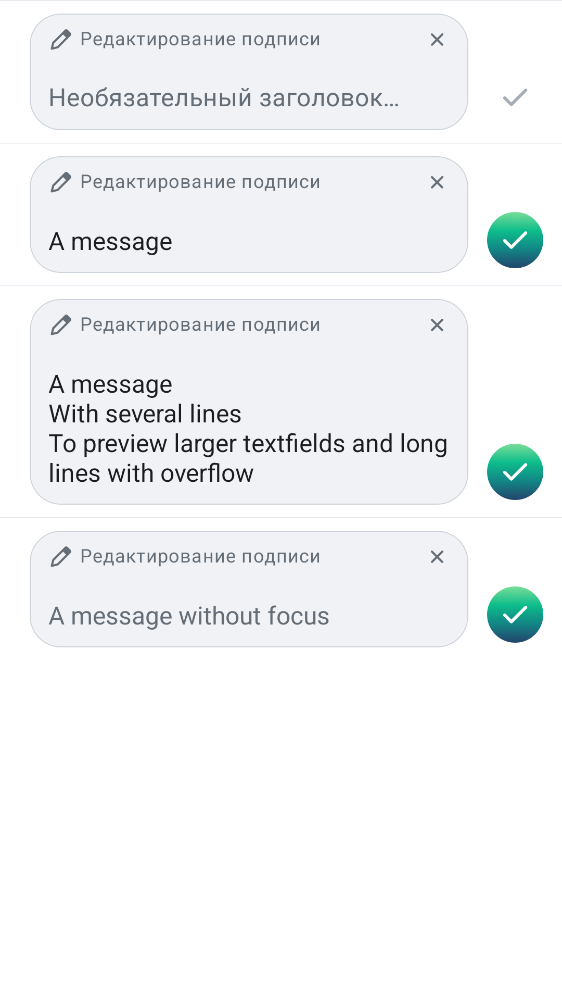 Редактирование подписи
Необязательный заголовок…
Редактирование подписи
A message
Редактирование подписи
A message
With several lines
To preview larger textfields and long
lines with overflow
Редактирование подписи
A message without focus